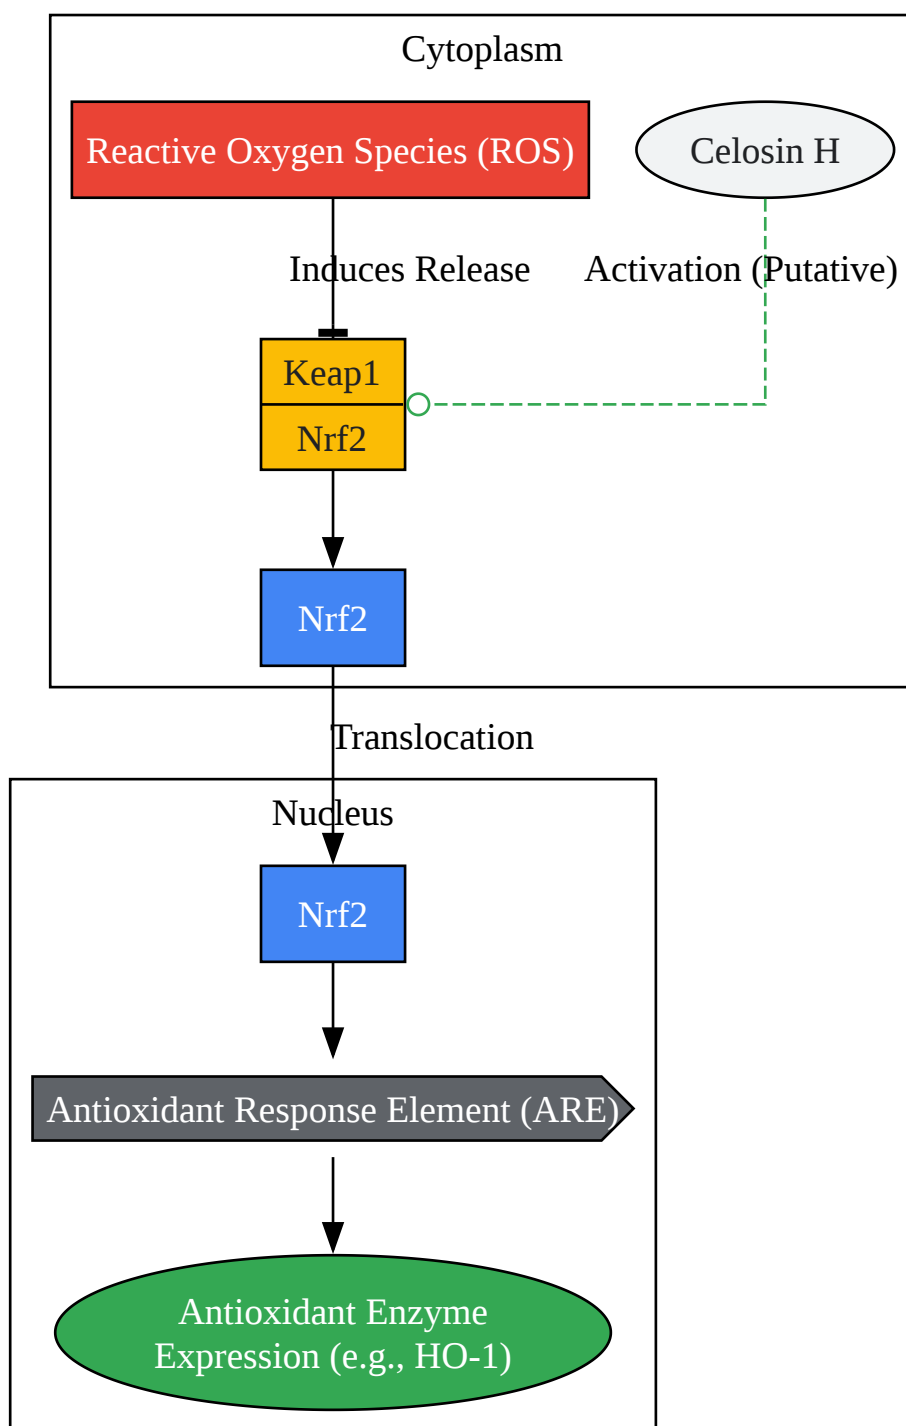 Cytoplasm
Reactive Oxygen Species (ROS)
Celosin H
Induces Release
Activation (Putative)
Keap1
Nrf2
Nrf2
Translocation
Nucleus
Nrf2
Antioxidant Response Element (ARE)
Antioxidant Enzyme
Expression (e.g., HO-1)